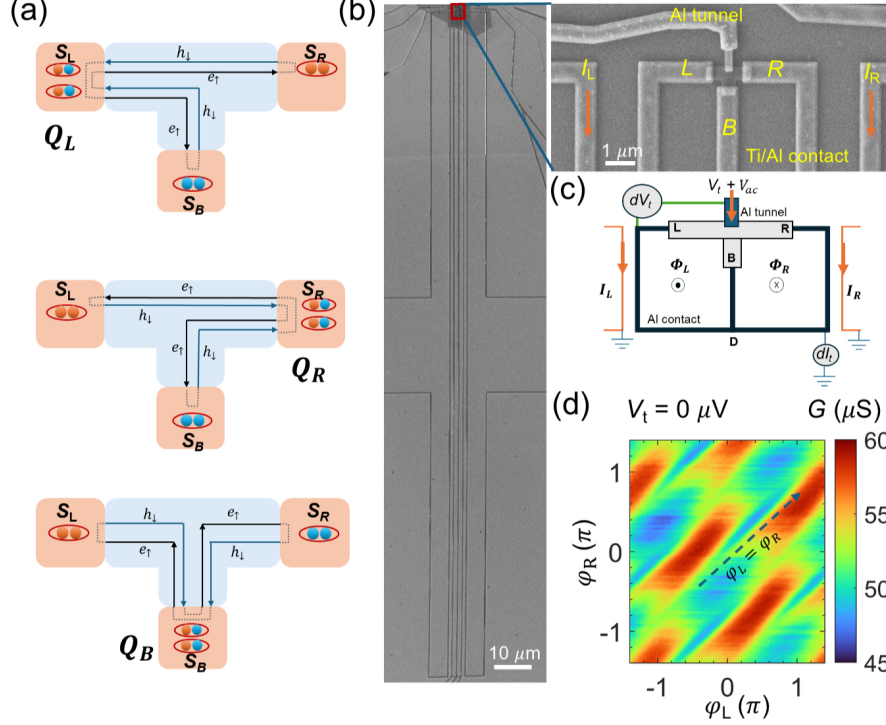 (a)
S_L
h↓
S_R
e↑
Q_L
e↑
h↓
S_B
S_L
e↑
S_R
h↓
e↑
h↓
Q_R
S_B
S_L
h↓
e↑
S_R
e↑
h↓
Q_B
S_B
(b)
10 μm
Al tunnel
I_L
L
R
I_R
B
Ti/Al contact
1 μm
(c)
V_t + V_ac
dV_t
Al tunnel
L
R
B
Φ_L
Φ_R
I_L
I_R
Al contact
D
dI_t
(d)
V_t = 0 μV
G (μS)
60
55
50
45
φ_R (π)
1
0
-1
φ_L = φ_R
-1
0
1
φ_L (π)